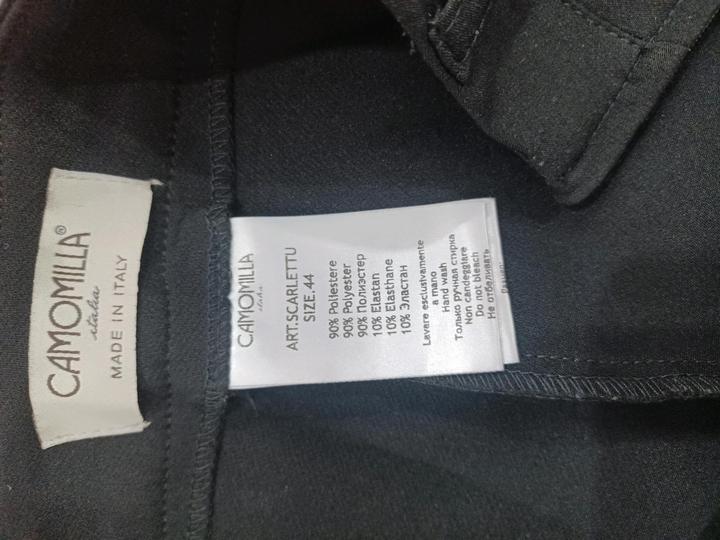 CAMOMILLA®
italia
MADE IN ITALY
CAMOMILLA
italia
ART.SCARLETTU
SIZE.44
90% Poliestere
90% Polyester
90% Полиэстер
10% Elastan
10% Elasthane
10% Эластан
Lavare esclusivamente
a mano
Hand wash
Только ручная стирка
Non candeggiare
Do not bleach
Не отбеливать